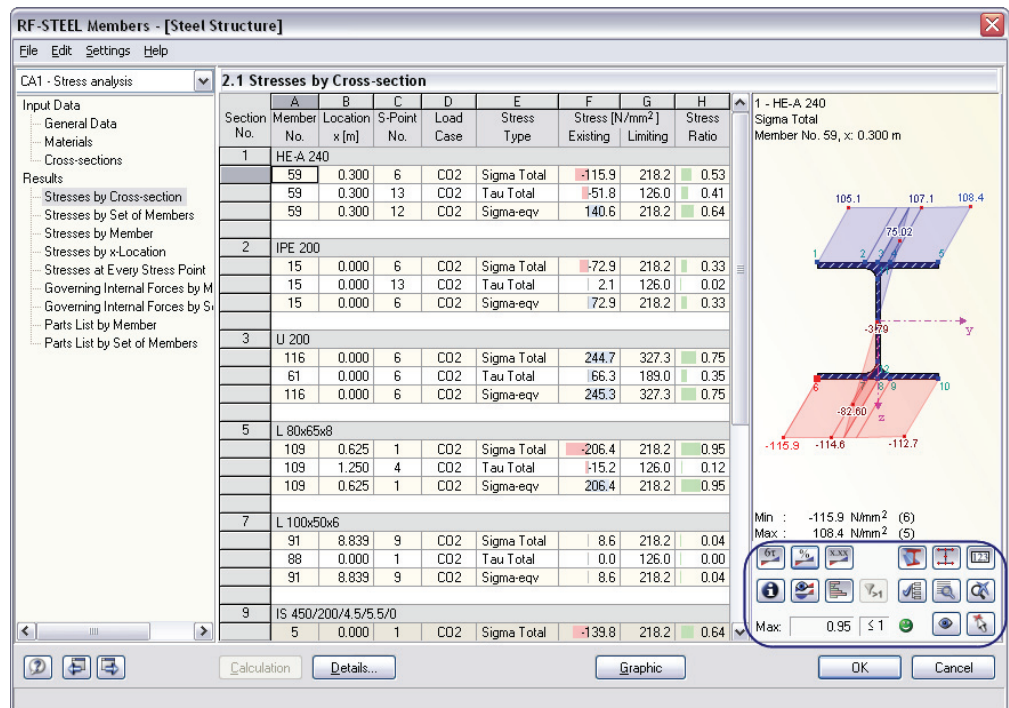 RF-STEEL Members - [Steel Structure]
File Edit Settings Help
CA1 - Stress analysis
Input Data
General Data
Materials
Cross-sections
Results
Stresses by Cross-section
Stresses by Set of Members
Stresses by Member
Stresses by x-Location
Stresses at Every Stress Point
Governing Internal Forces by M
Governing Internal Forces by S
Parts List by Member
Parts List by Set of Members
2.1 Stresses by Cross-section
A B C D E F G H
Section Member Location S-Point Load Stress Stress [N/mm2] Stress
No. No. x [m] No. Case Type Existing Limiting Ratio
1 HE-A 240
59 0.300 6 CO2 Sigma Total -115.9 218.2 0.53
59 0.300 13 CO2 Tau Total -51.8 126.0 0.41
59 0.300 12 CO2 Sigma-eqv 140.6 218.2 0.64
2 IPE 200
15 0.000 6 CO2 Sigma Total -72.9 218.2 0.33
15 0.000 13 CO2 Tau Total 2.1 126.0 0.02
15 0.000 6 CO2 Sigma-eqv 72.9 218.2 0.33
3 U 200
116 0.000 6 CO2 Sigma Total 244.7 327.3 0.75
61 0.000 6 CO2 Tau Total 66.3 189.0 0.35
116 0.000 6 CO2 Sigma-eqv 245.3 327.3 0.75
5 L 80x65x8
109 0.625 1 CO2 Sigma Total -206.4 218.2 0.95
109 1.250 4 CO2 Tau Total -15.2 126.0 0.12
109 0.625 1 CO2 Sigma-eqv 206.4 218.2 0.95
7 L 100x50x6
91 8.839 9 CO2 Sigma Total 8.6 218.2 0.04
88 0.000 1 CO2 Tau Total 0.0 126.0 0.00
91 8.839 9 CO2 Sigma-eqv 8.6 218.2 0.04
9 IS 450/200/4.5/5.5/0
5 0.000 1 CO2 Sigma Total -139.8 218.2 0.64
1 - HE-A 240
Sigma Total
Member No. 59, x: 0.300 m
105.1 107.1 108.4
75.02
1 2 3 4 5
-3.79 y
12
6 7 8 9 10
-82.60
z
-115.9 -114.6 -112.7
Min : -115.9 N/mm2 (6)
Max : 108.4 N/mm2 (5)
στ % x.xx 123
>1
Max: 0.95 ≤ 1
Calculation Details... Graphic OK Cancel